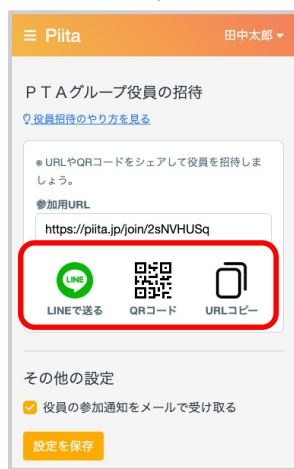 ≡ Piita 田中太郎
ＰＴＡグループ役員の招待
役員招待のやり方を見る
※ URLやQRコードをシェアして役員を招待しま
しょう。
参加用URL
https://piita.jp/join/2sNVHUSq
LINE
LINEで送る QRコード URLコピー
その他の設定
役員の参加通知をメールで受け取る
設定を保存